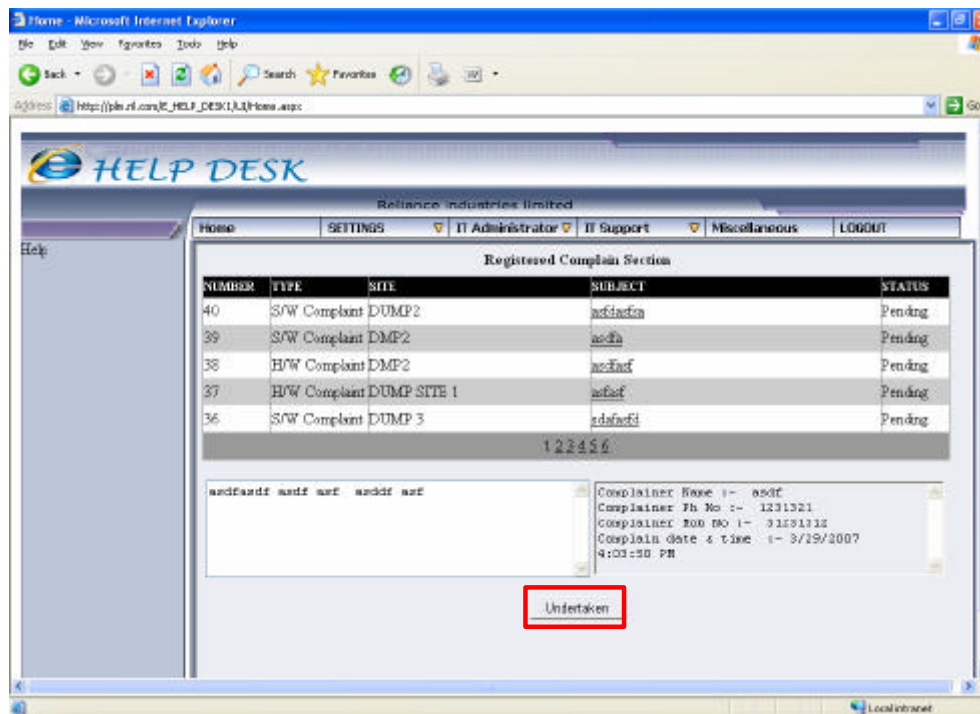 Home - Microsoft Internet Explorer
File Edit View Favorites Tools Help
Back Search Favorites
Address Go
HELP DESK
Reliance Industries limited
Home SETTINGS IT Administrator IT Support Miscellaneous LOGOUT
Help
Registered Complain Section
NUMBER TYPE SITE SUBJECT STATUS
40 S/W Complaint DUMP2 Pending
39 S/W Complaint DMP2 asdfa Pending
38 H/W Complaint DMP2 Pending
37 H/W Complaint DUMP SITE 1 asfasf Pending
36 S/W Complaint DUMP 3 sdafasfd Pending
1 2 3 4 5 6
asdfasdf asdf asf asddf asf
Complainer Name :- asdf
Complainer Ph No :- 1231321
Complainer No :-
Complain date & time :- 3/29/2007
4:03:50 PM
Undertaken
Local intranet